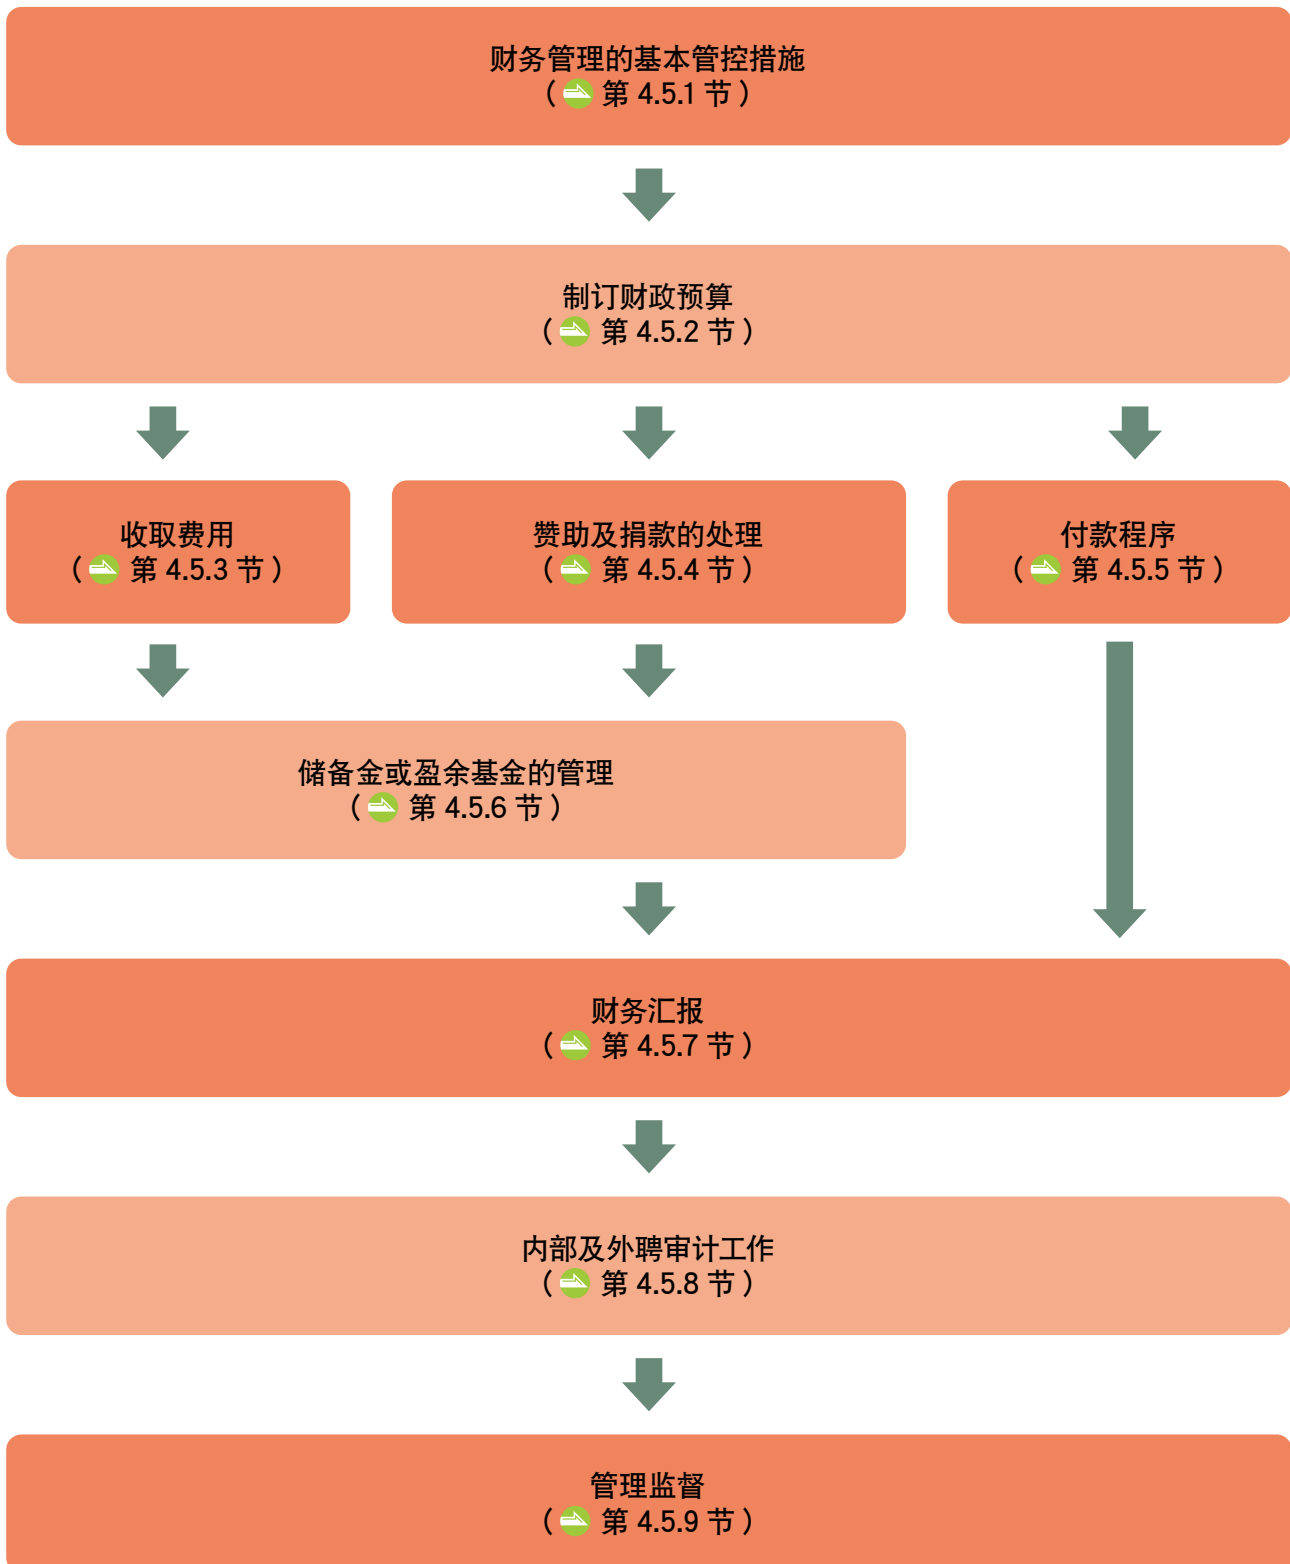 财务管理的基本管控措施
( 第 4.5.1 节 )
制订财政预算
( 第 4.5.2 节 )
收取费用
( 第 4.5.3 节 )
赞助及捐款的处理
( 第 4.5.4 节 )
付款程序
( 第 4.5.5 节 )
储备金或盈余基金的管理
( 第 4.5.6 节 )
财务汇报
( 第 4.5.7 节 )
内部及外聘审计工作
( 第 4.5.8 节 )
管理监督
( 第 4.5.9 节 )